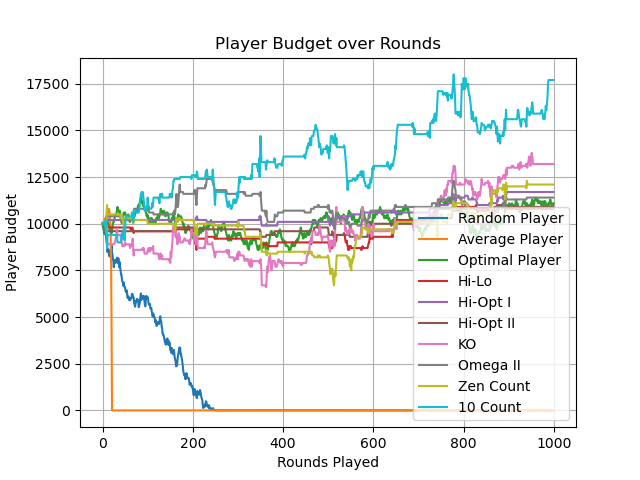 Player Budget over Rounds
Player Budget
17500
15000
12500
10000
7500
5000
2500
0
0 200 400 600 800 1000
Rounds Played
Random Player
Average Player
Optimal Player
Hi-Lo
Hi-Opt I
Hi-Opt II
KO
Omega II
Zen Count
10 Count